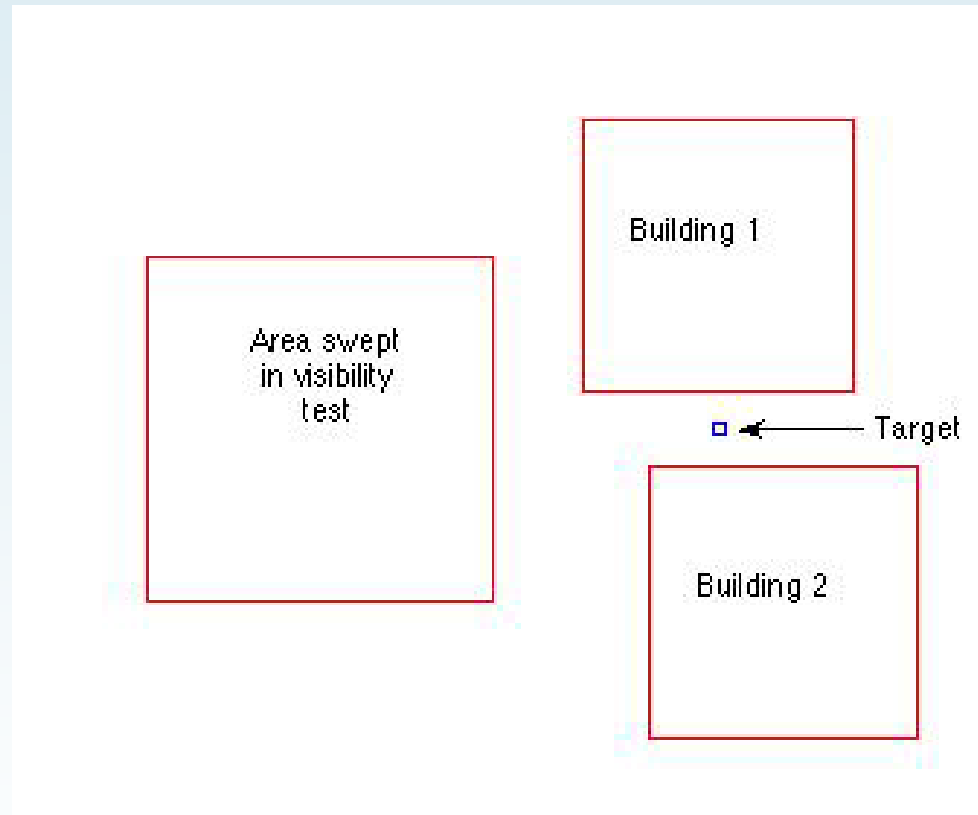 Building 1
Area swept
in visibility
test
Target
Building 2